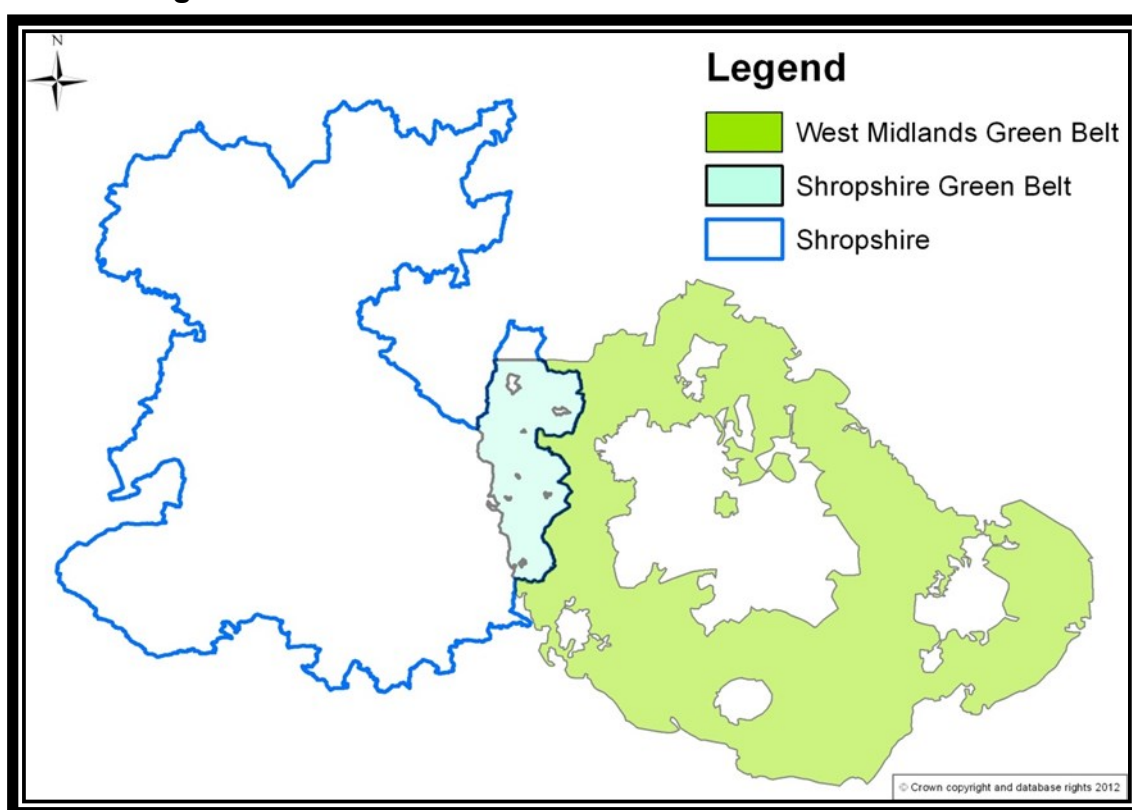 N
Legend
West Midlands Green Belt
Shropshire Green Belt
Shropshire
© Crown copyright and database rights 2012